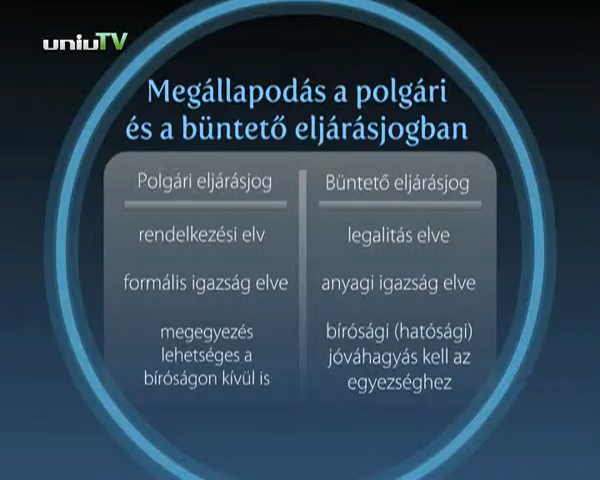 uniuTV
Megállapodás a polgári
és a büntető eljárásjogban
Polgári eljárásjog
Büntető eljárásjog
rendelkezési elv
legalitás elve
formális igazság elve
anyagi igazság elve
megegyezés
lehetséges a
bíróságon kívül is
bírósági (hatósági)
jóváhagyás kell az
egyezséghez